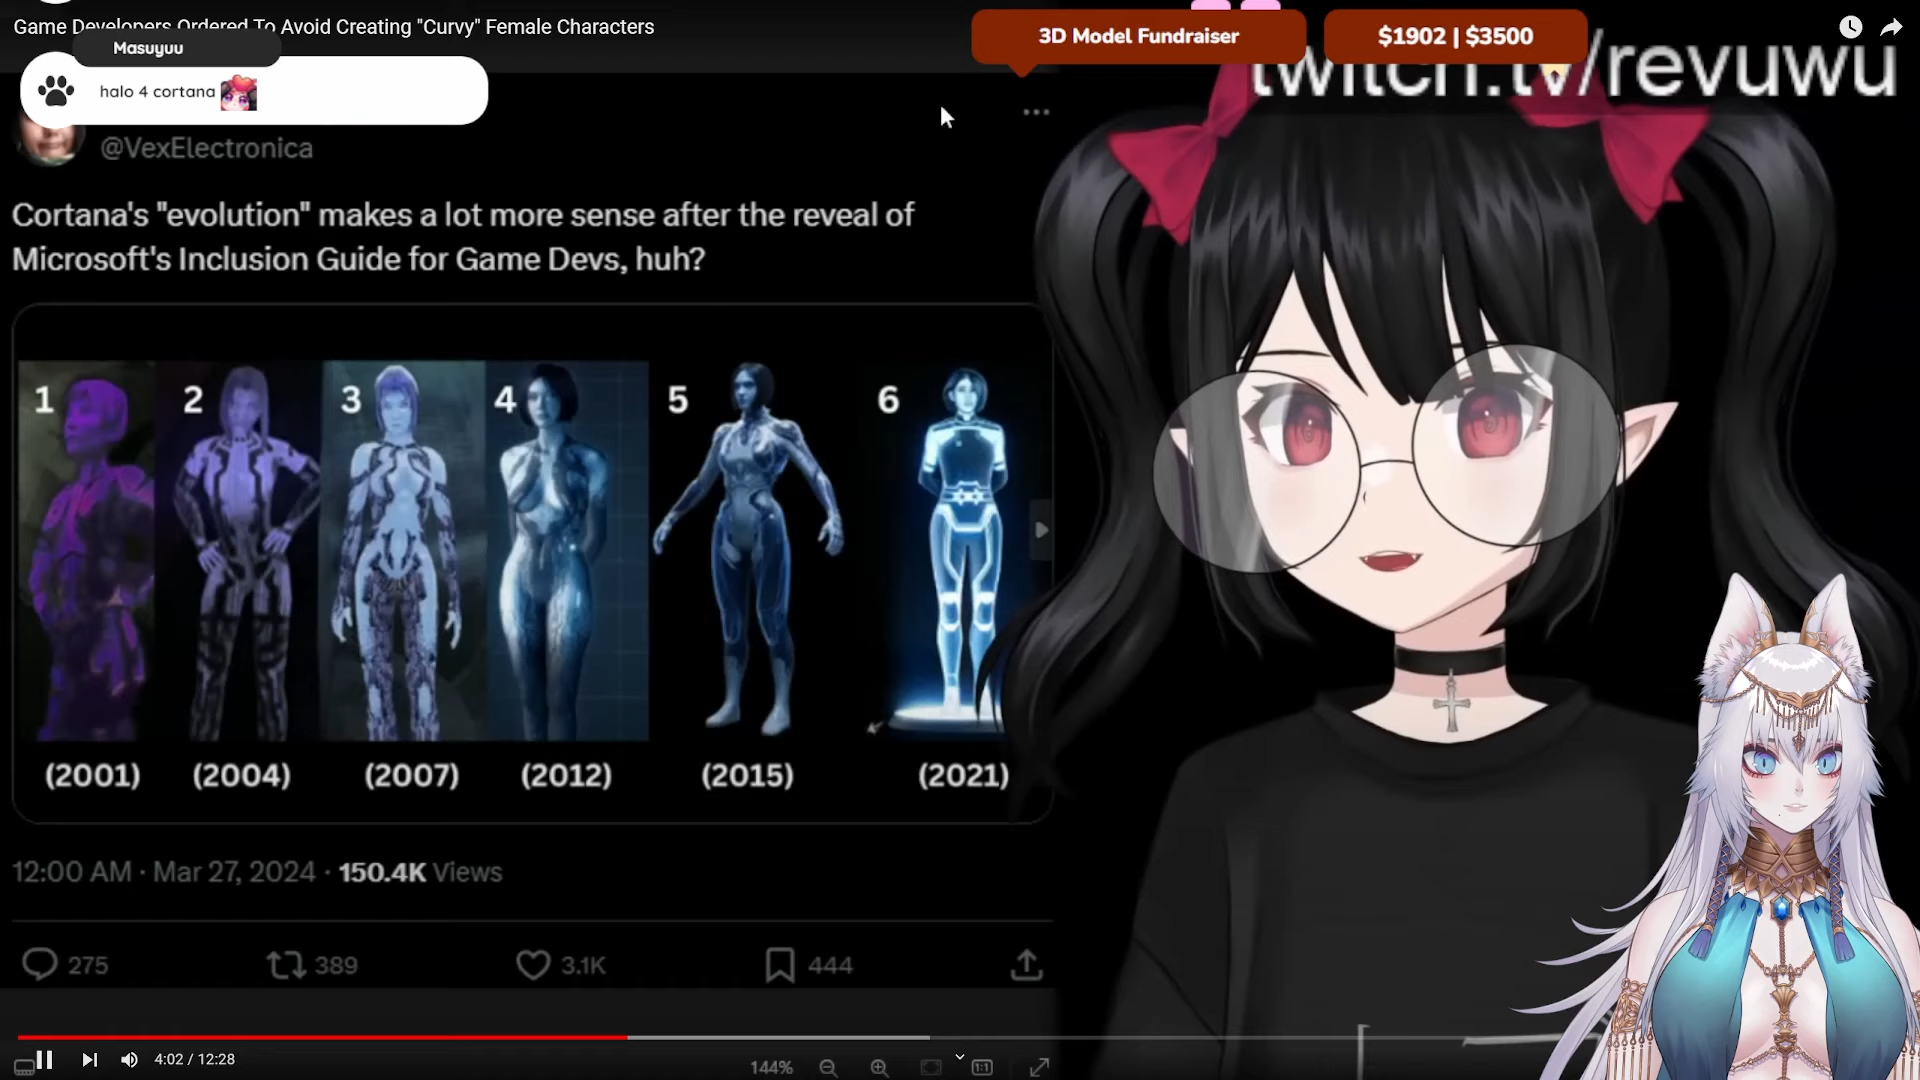 Game Developers Ordered To Avoid Creating "Curvy" Female Characters
Masuyuu
halo 4 cortana
3D Model Fundraiser
$1902 | $3500
twitch.tv/revuwu
@VexElectronica
Cortana's "evolution" makes a lot more sense after the reveal of
Microsoft's Inclusion Guide for Game Devs, huh?
1 2 3 4 5 6
(2001) (2004) (2007) (2012) (2015) (2021)
12:00 AM · Mar 27, 2024 · 150.4K Views
275 389 3.1K 444
4:02 / 12:28
144%
1:1